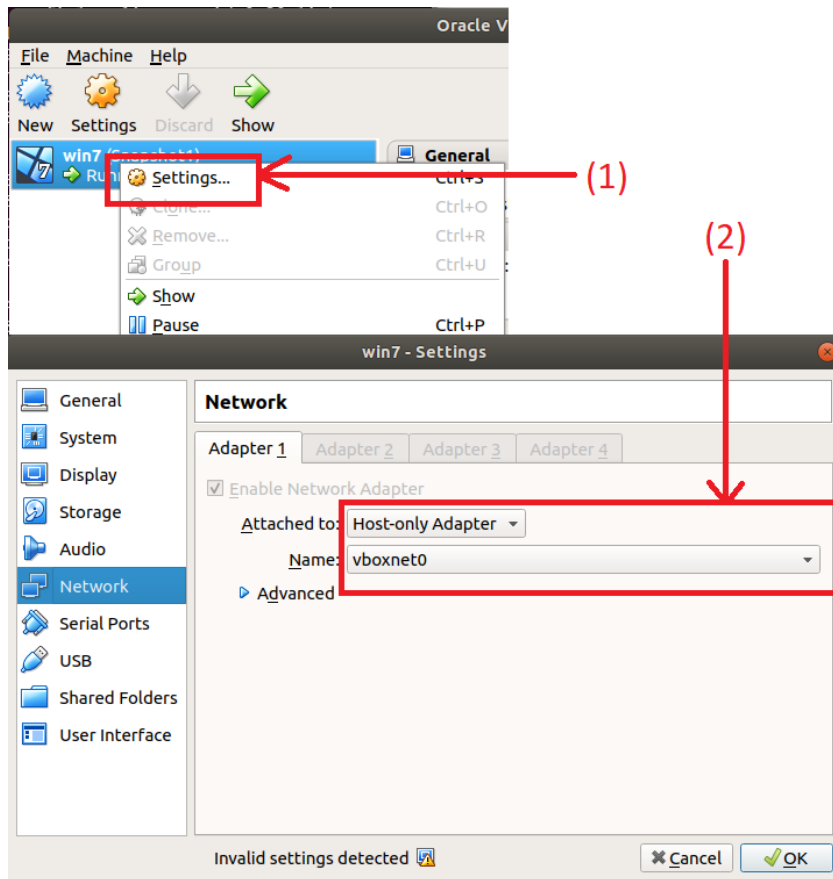 Oracle V
File Machine Help
New Settings Discard Show
win7 (Snapshot1)
General
Settings... Ctrl+S
(1)
Clone... Ctrl+O
Remove... Ctrl+R
(2)
Group Ctrl+U :
Show
Pause Ctrl+P
win7 - Settings
General
Network
System
Adapter 1 Adapter 2 Adapter 3 Adapter 4
Display
Enable Network Adapter
Storage
Attached to: Host-only Adapter
Audio
Name: vboxnet0
Network
Advanced
Serial Ports
USB
Shared Folders
User Interface
Invalid settings detected
Cancel OK